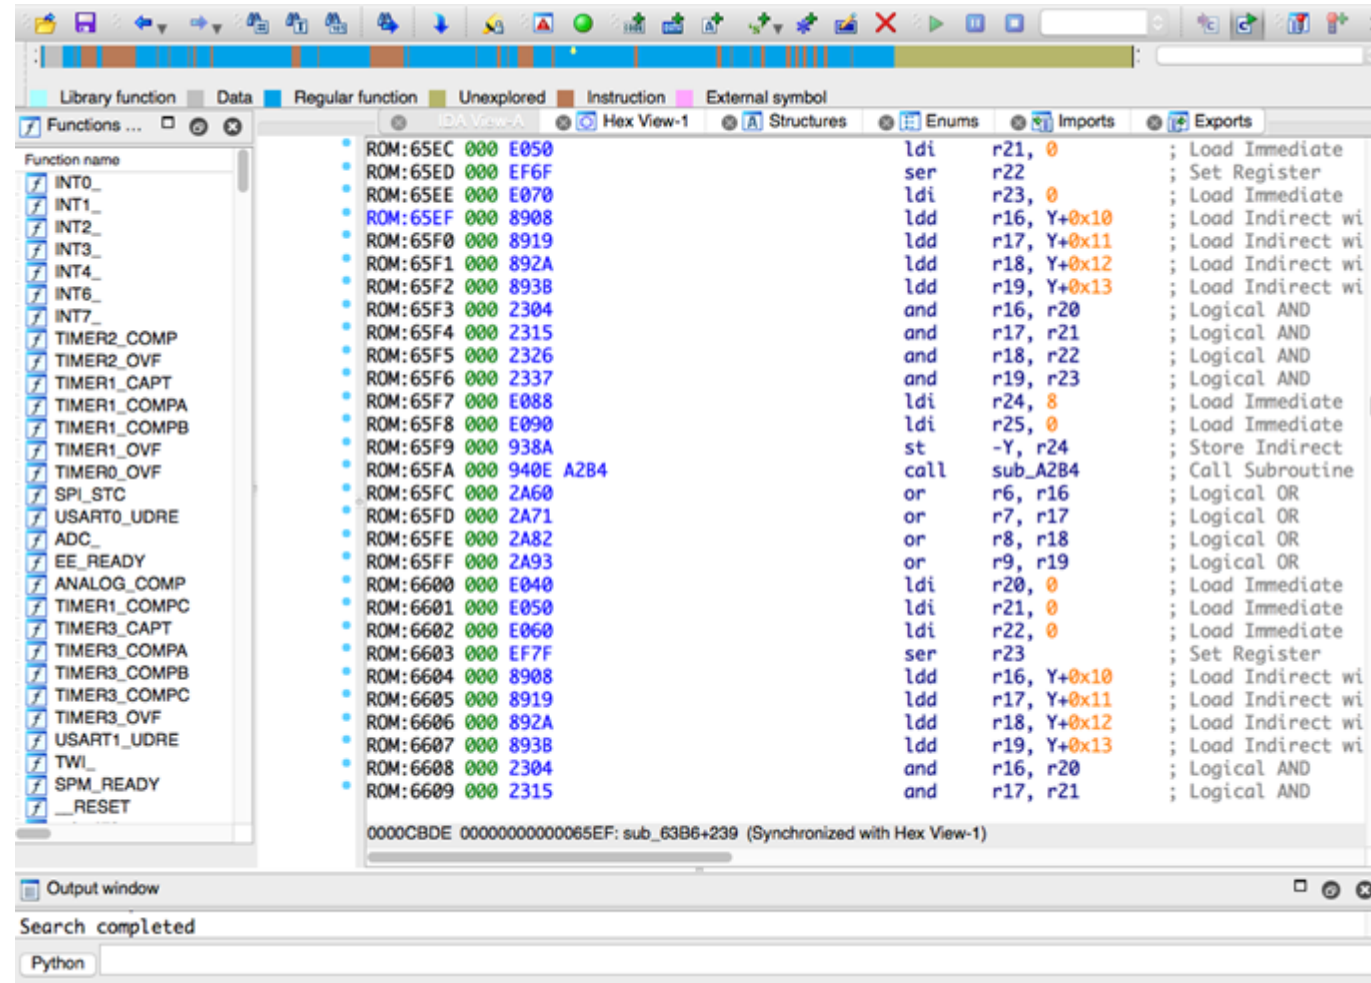 Library function Data Regular function Unexplored Instruction External symbol
Functions ... IDA View-A Hex View-1 Structures Enums Imports Exports
Function name
INT0_
INT1_
INT2_
INT3_
INT4_
INT6_
INT7_
TIMER2_COMP
TIMER2_OVF
TIMER1_CAPT
TIMER1_COMPA
TIMER1_COMPB
TIMER1_OVF
TIMER0_OVF
SPI_STC
USART0_UDRE
ADC_
EE_READY
ANALOG_COMP
TIMER1_COMPC
TIMER3_CAPT
TIMER3_COMPA
TIMER3_COMPB
TIMER3_COMPC
TIMER3_OVF
USART1_UDRE
TWI_
SPM_READY
__RESET
ROM:65EC 000 E050 ldi r21, 0 ; Load Immediate
ROM:65ED 000 EF6F ser r22 ; Set Register
ROM:65EE 000 E070 ldi r23, 0 ; Load Immediate
ROM:65EF 000 8908 ldd r16, Y+0x10 ; Load Indirect wi
ROM:65F0 000 8919 ldd r17, Y+0x11 ; Load Indirect wi
ROM:65F1 000 892A ldd r18, Y+0x12 ; Load Indirect wi
ROM:65F2 000 893B ldd r19, Y+0x13 ; Load Indirect wi
ROM:65F3 000 2304 and r16, r20 ; Logical AND
ROM:65F4 000 2315 and r17, r21 ; Logical AND
ROM:65F5 000 2326 and r18, r22 ; Logical AND
ROM:65F6 000 2337 and r19, r23 ; Logical AND
ROM:65F7 000 E088 ldi r24, 8 ; Load Immediate
ROM:65F8 000 E090 ldi r25, 0 ; Load Immediate
ROM:65F9 000 938A st -Y, r24 ; Store Indirect
ROM:65FA 000 940E A2B4 call sub_A2B4 ; Call Subroutine
ROM:65FC 000 2A60 or r6, r16 ; Logical OR
ROM:65FD 000 2A71 or r7, r17 ; Logical OR
ROM:65FE 000 2A82 or r8, r18 ; Logical OR
ROM:65FF 000 2A93 or r9, r19 ; Logical OR
ROM:6600 000 E040 ldi r20, 0 ; Load Immediate
ROM:6601 000 E050 ldi r21, 0 ; Load Immediate
ROM:6602 000 E060 ldi r22, 0 ; Load Immediate
ROM:6603 000 EF7F ser r23 ; Set Register
ROM:6604 000 8908 ldd r16, Y+0x10 ; Load Indirect wi
ROM:6605 000 8919 ldd r17, Y+0x11 ; Load Indirect wi
ROM:6606 000 892A ldd r18, Y+0x12 ; Load Indirect wi
ROM:6607 000 893B ldd r19, Y+0x13 ; Load Indirect wi
ROM:6608 000 2304 and r16, r20 ; Logical AND
ROM:6609 000 2315 and r17, r21 ; Logical AND
0000CBDE 00000000000065EF: sub_63B6+239 (Synchronized with Hex View-1)
Output window
Search completed
Python